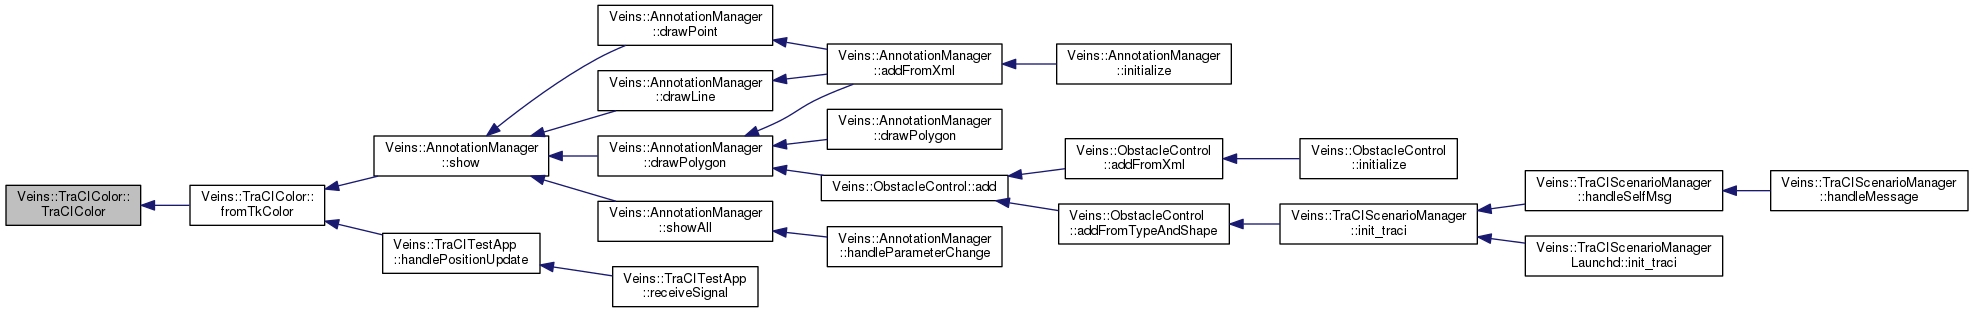 Veins::TraCIColor::
TraCIColor
Veins::TraCIColor::
fromTkColor
Veins::AnnotationManager
::show
Veins::TraCITestApp
::handlePositionUpdate
Veins::AnnotationManager
::drawPoint
Veins::AnnotationManager
::drawLine
Veins::AnnotationManager
::drawPolygon
Veins::AnnotationManager
::showAll
Veins::TraCITestApp
::receiveSignal
Veins::AnnotationManager
::addFromXml
Veins::AnnotationManager
::drawPolygon
Veins::ObstacleControl::add
Veins::AnnotationManager
::handleParameterChange
Veins::AnnotationManager
::initialize
Veins::ObstacleControl
::addFromXml
Veins::ObstacleControl
::addFromTypeAndShape
Veins::ObstacleControl
::initialize
Veins::TraCIScenarioManager
::init_traci
Veins::TraCIScenarioManager
::handleSelfMsg
Veins::TraCIScenarioManager
Launchd::init_traci
Veins::TraCIScenarioManager
::handleMessage